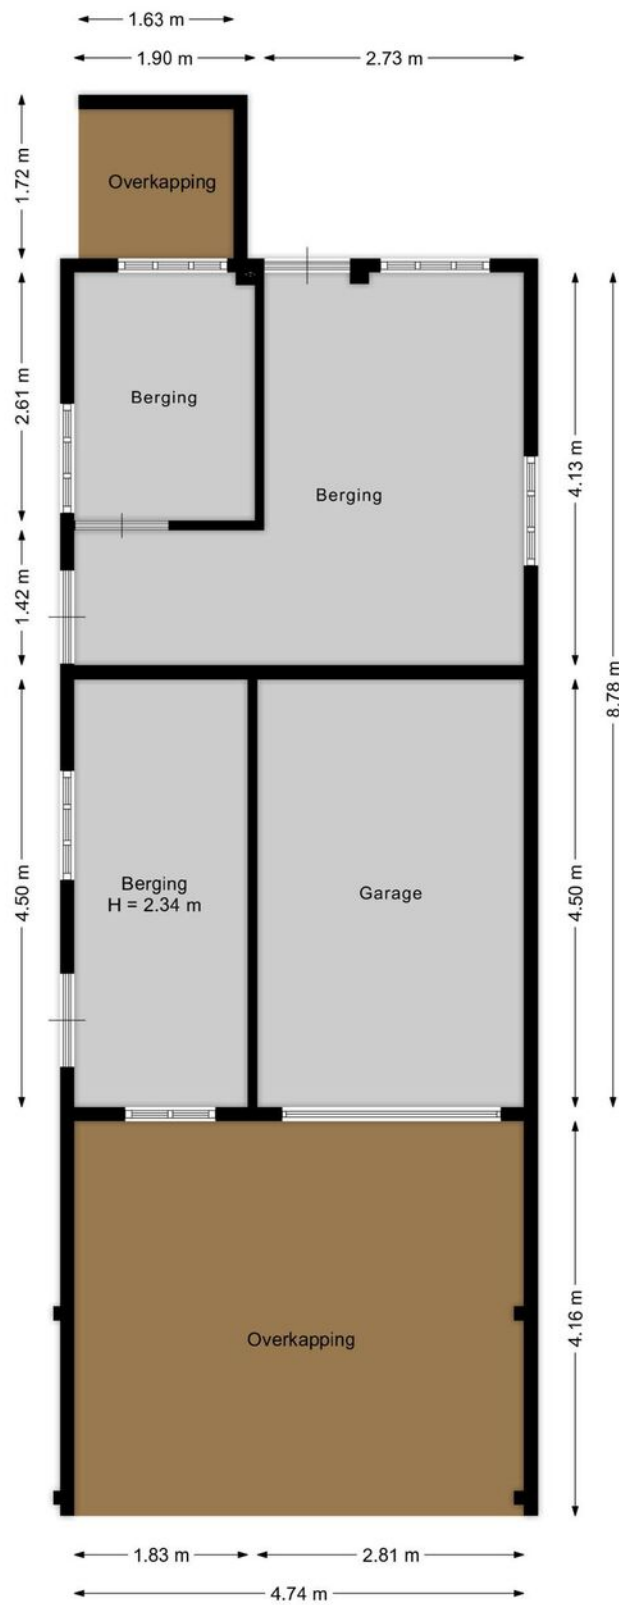 1.63 m
1.90 m
2.73 m
1.72 m
Overkapping
2.61 m
Berging
Berging
4.13 m
1.42 m
8.78 m
4.50 m
Berging
H = 2.34 m
Garage
4.50 m
Overkapping
4.16 m
1.83 m
2.81 m
4.74 m